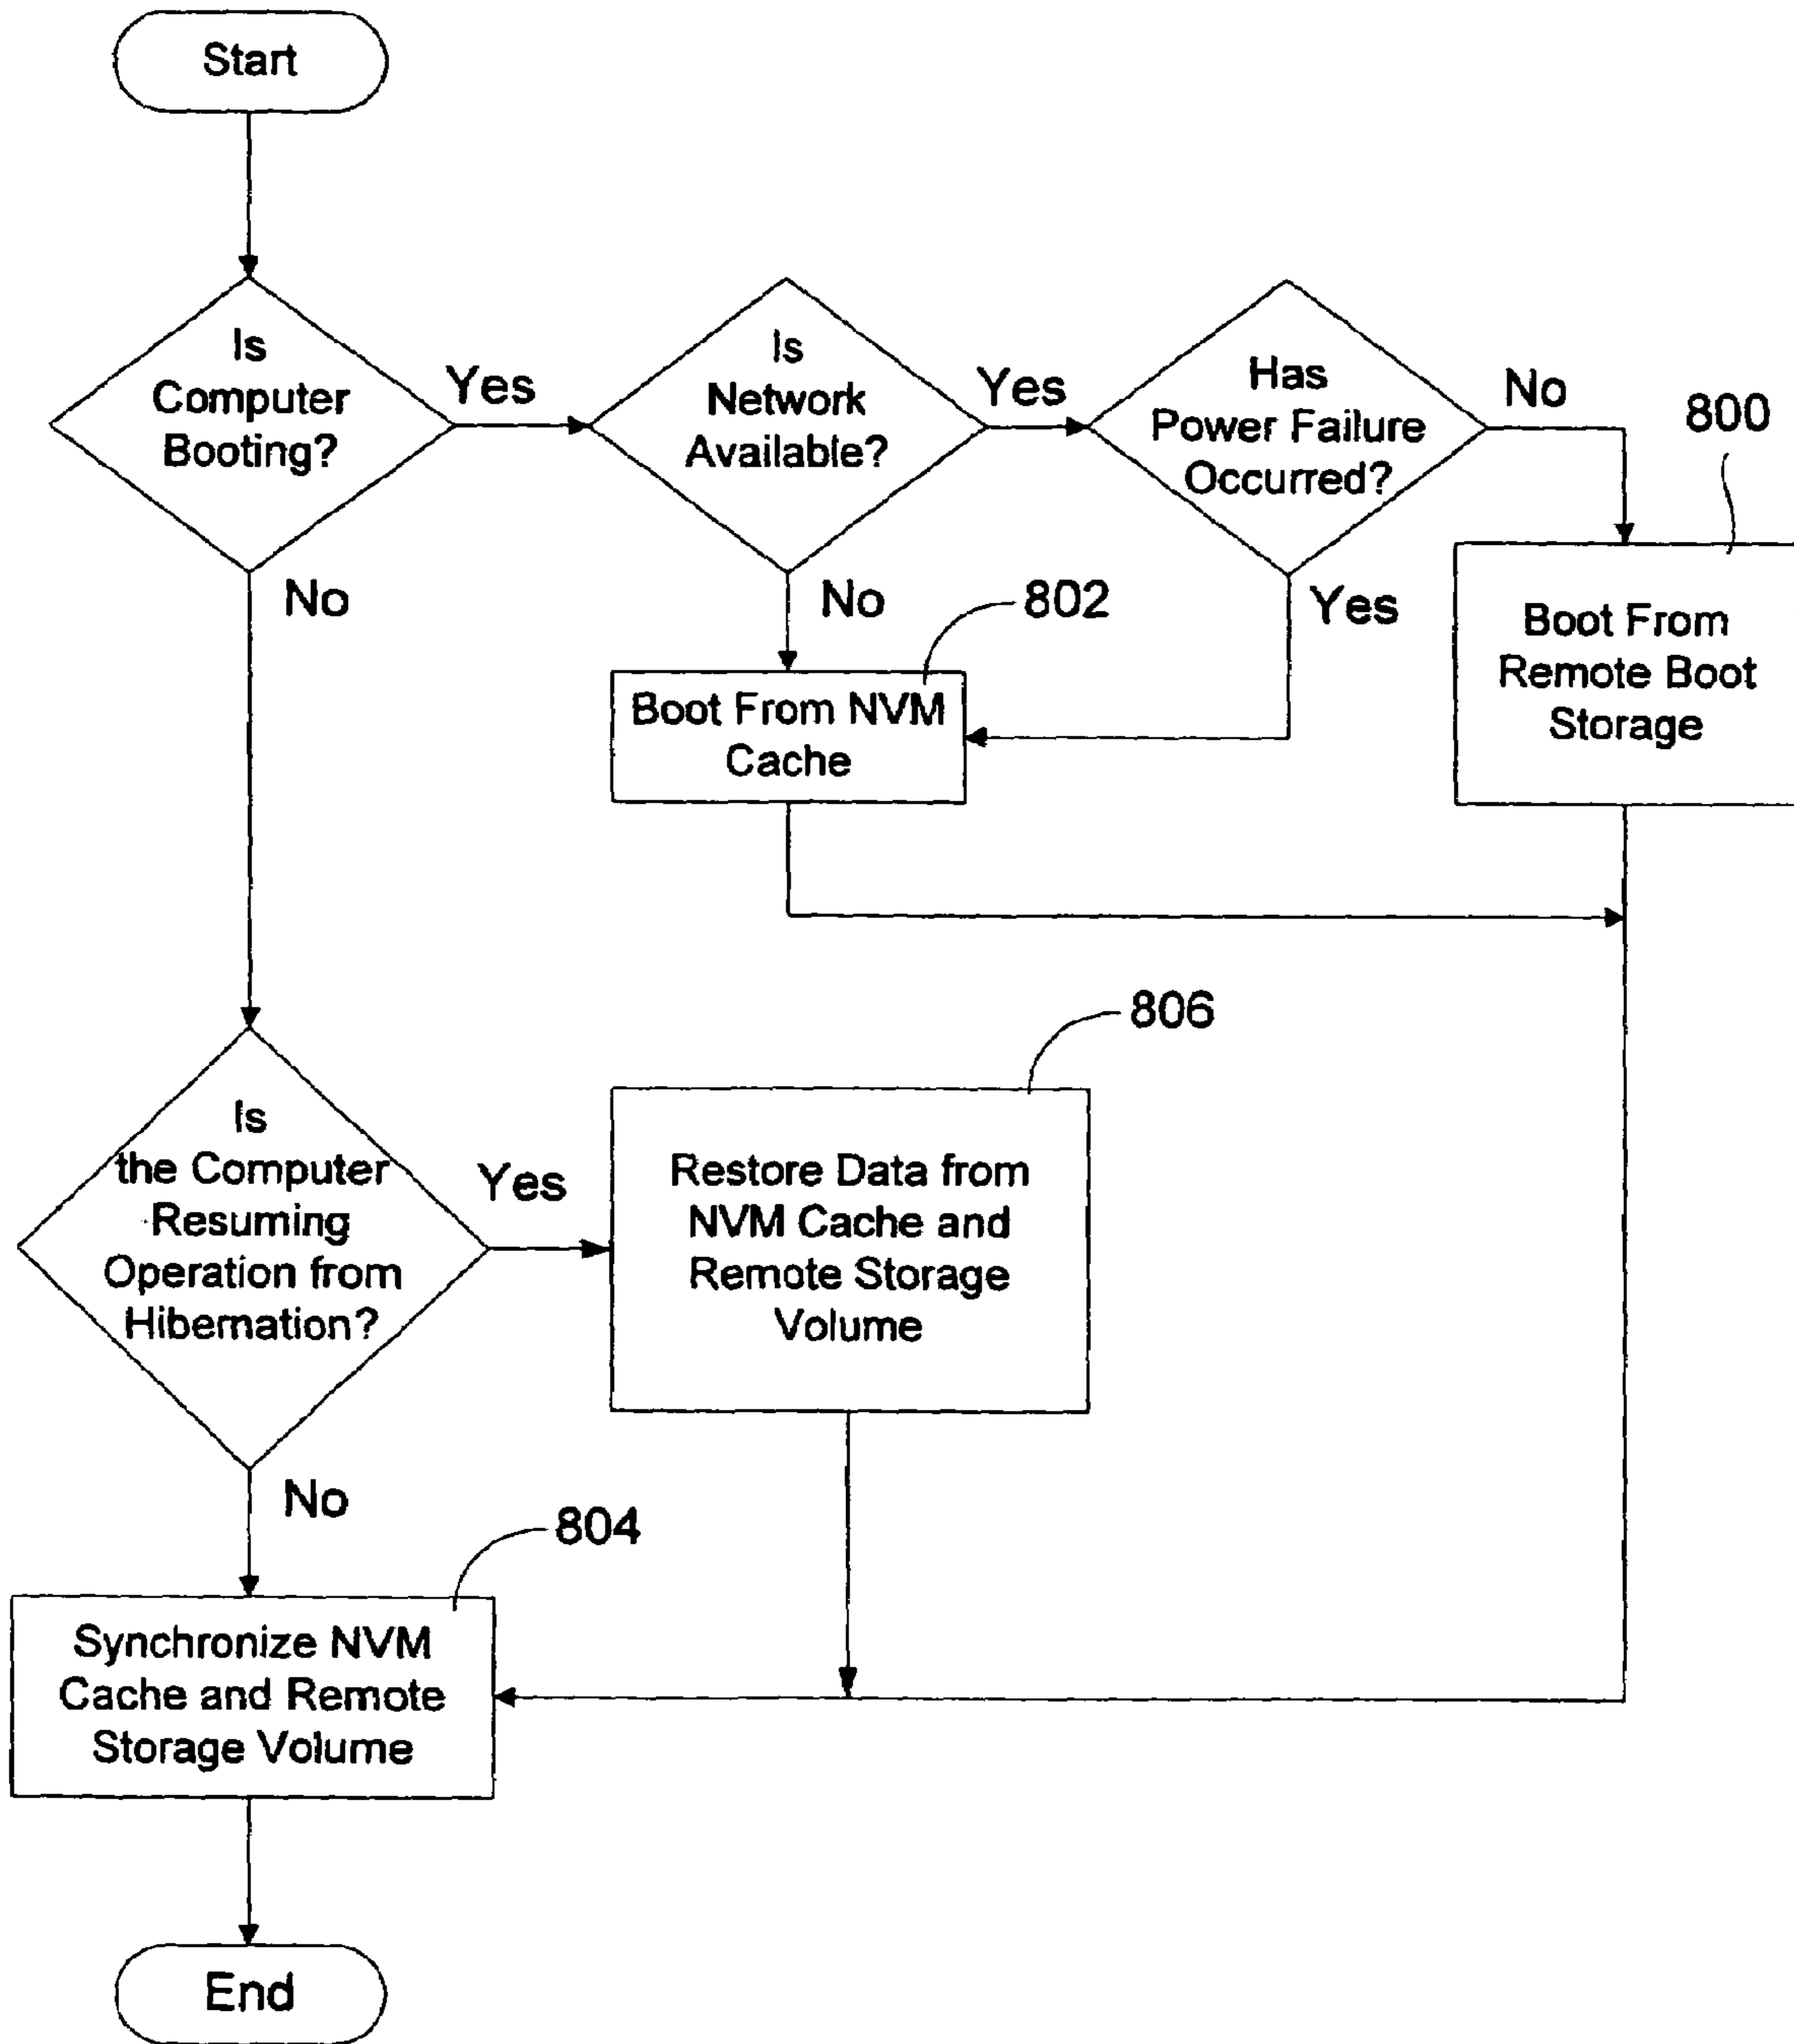 Start
Is
Computer
Booting?
Yes
Is
Network
Available?
Yes
Has
Power Failure
Occurred?
No
800
No
No
802
Yes
Boot From NVM
Cache
Boot From
Remote Boot
Storage
806
Is
the Computer
Resuming
Operation from
Hibernation?
Yes
Restore Data from
NVM Cache and
Remote Storage
Volume
No
804
Synchronize NVM
Cache and Remote
Storage Volume
End